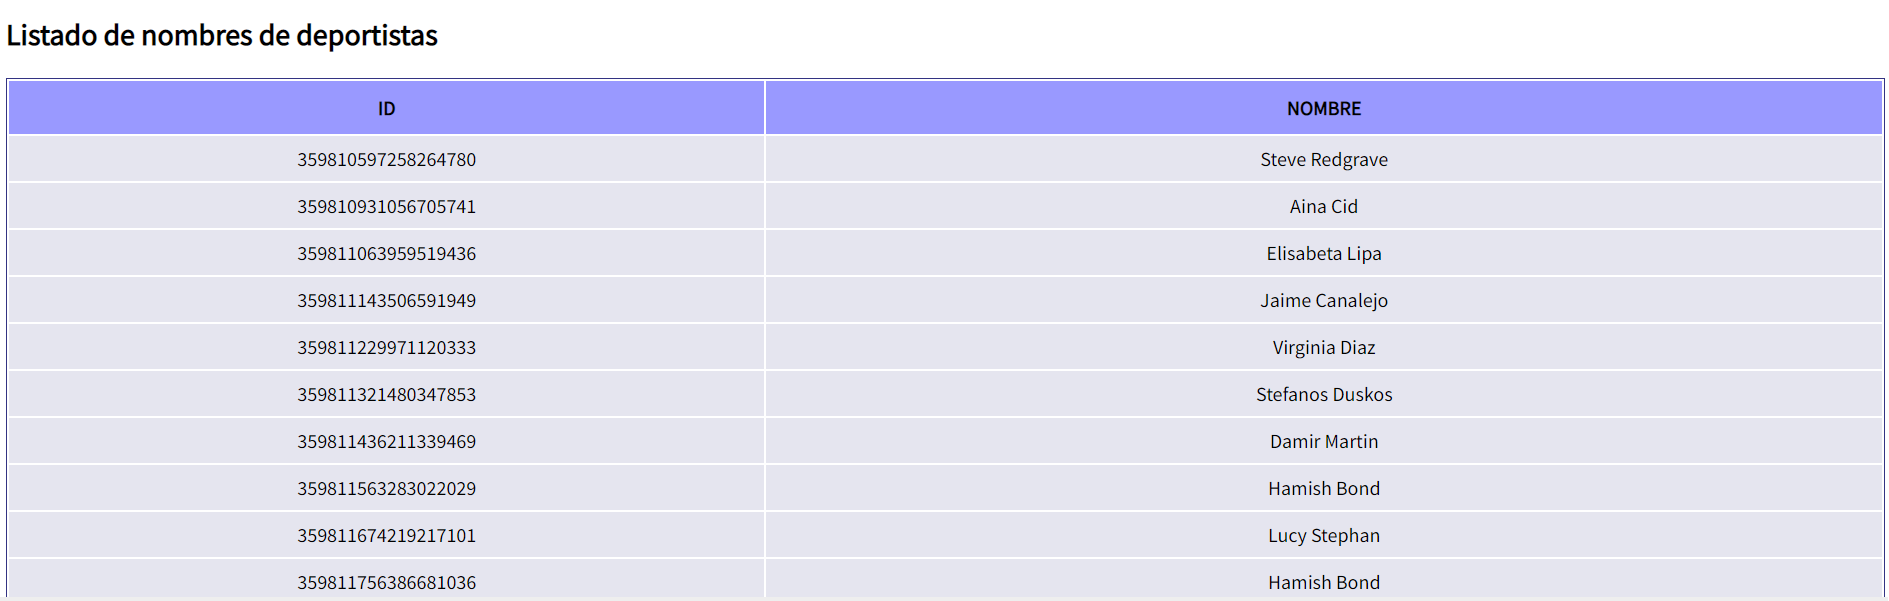 Listado de nombres de deportistas
ID NOMBRE
359810597258264780 Steve Redgrave
359810931056705741 Aina Cid
359811063959519436 Elisabeta Lipa
359811143506591949 Jaime Canalejo
359811229971120333 Virginia Diaz
359811321480347853 Stefanos Duskos
359811436211339469 Damir Martin
359811563283022029 Hamish Bond
359811674219217101 Lucy Stephan
359811756386681036 Hamish Bond